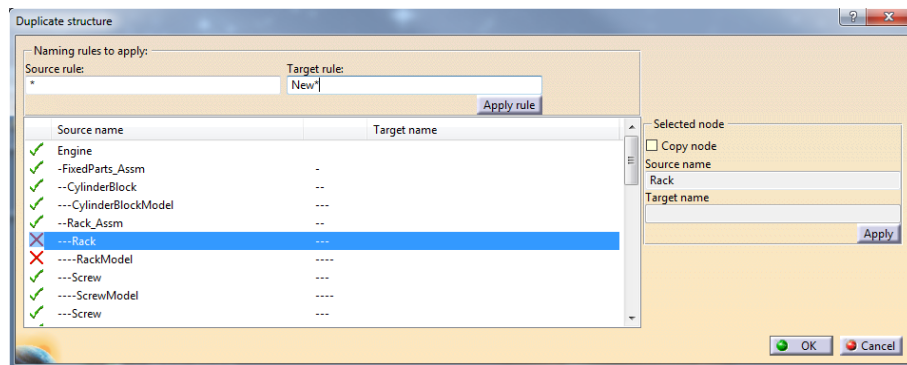 Duplicate structure
?
Naming rules to apply:
Source rule:
Target rule:
*
New*
Apply rule
Source name Target name
Engine
-FixedParts_Assm -
--CylinderBlock --
---CylinderBlockModel ---
--Rack_Assm --
---Rack ---
----RackModel ----
---Screw ---
----ScrewModel ----
---Screw ---
Selected node
Copy node
Source name
Rack
Target name
Apply
OK
Cancel